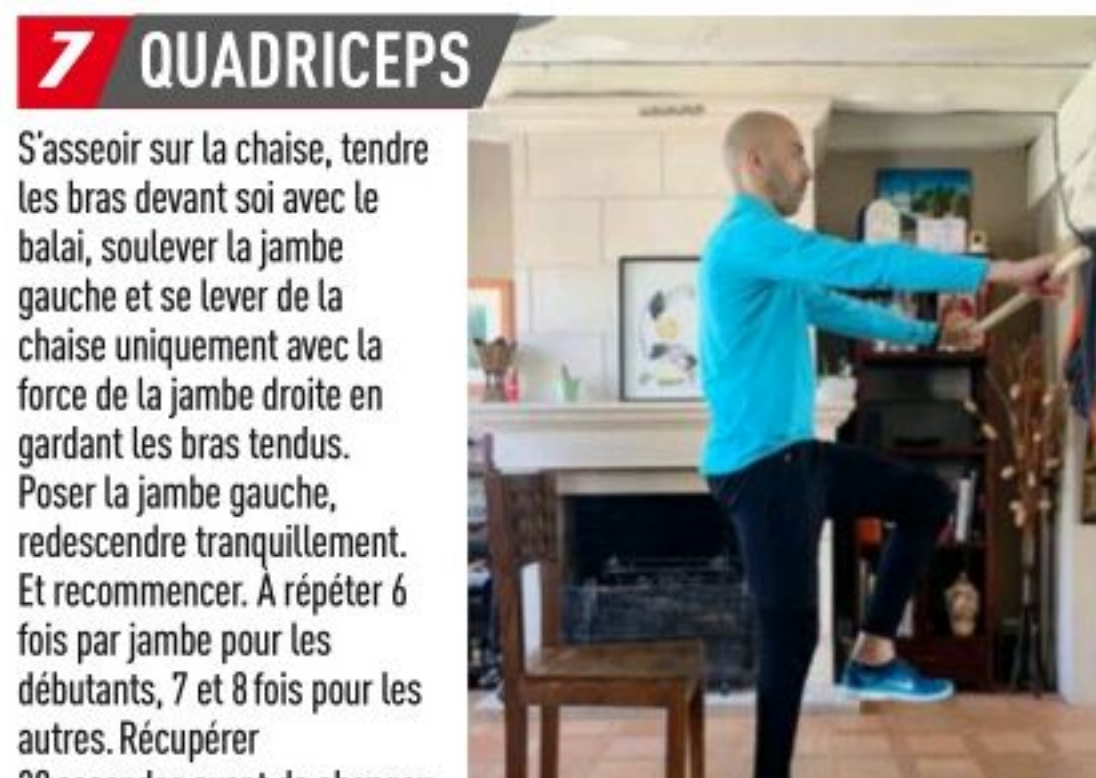 7 QUADRICEPS
S'asseoir sur la chaise, tendre
les bras devant soi avec le
balai, soulever la jambe
gauche et se lever de la
chaise uniquement avec la
force de la jambe droite en
gardant les bras tendus.
Poser la jambe gauche,
redescendre tranquillement.
Et recommencer. À répéter 6
fois par jambe pour les
débutants, 7 et 8 fois pour les
autres. Récupérer